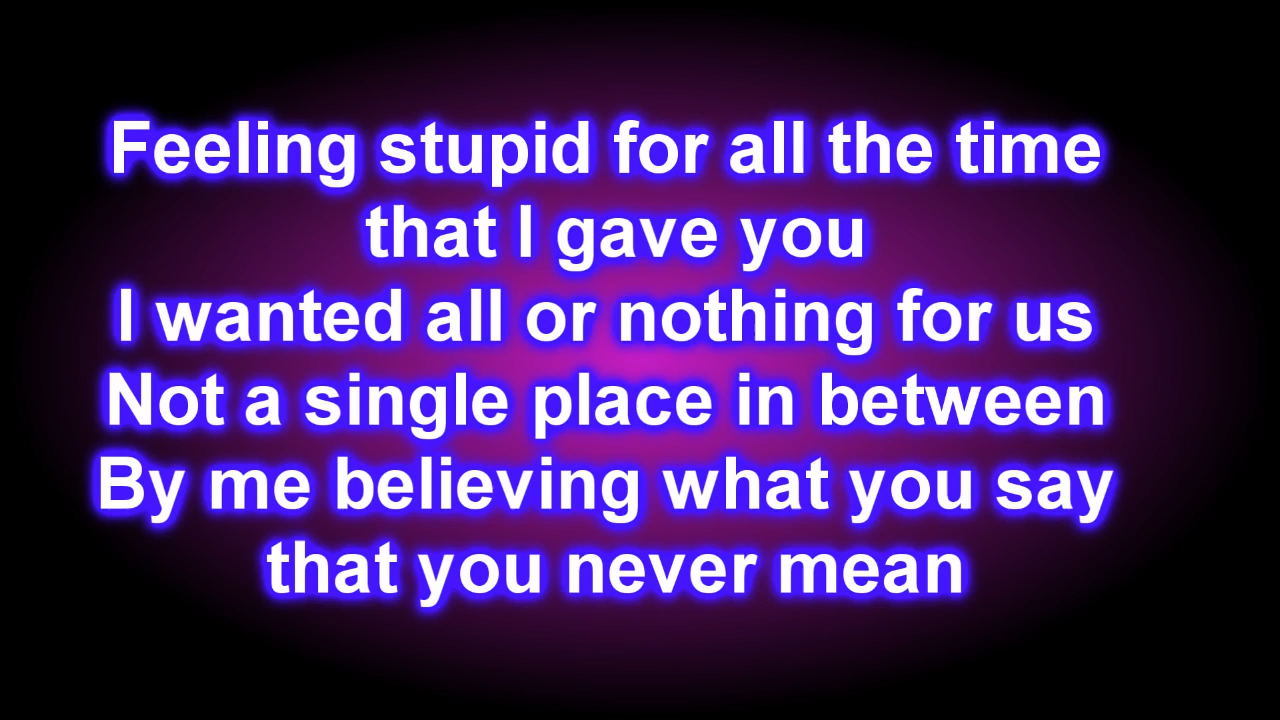 Feeling stupid for all the time
that I gave you
I wanted all or nothing for us
Not a single place in between
By me believing what you say
that you never mean